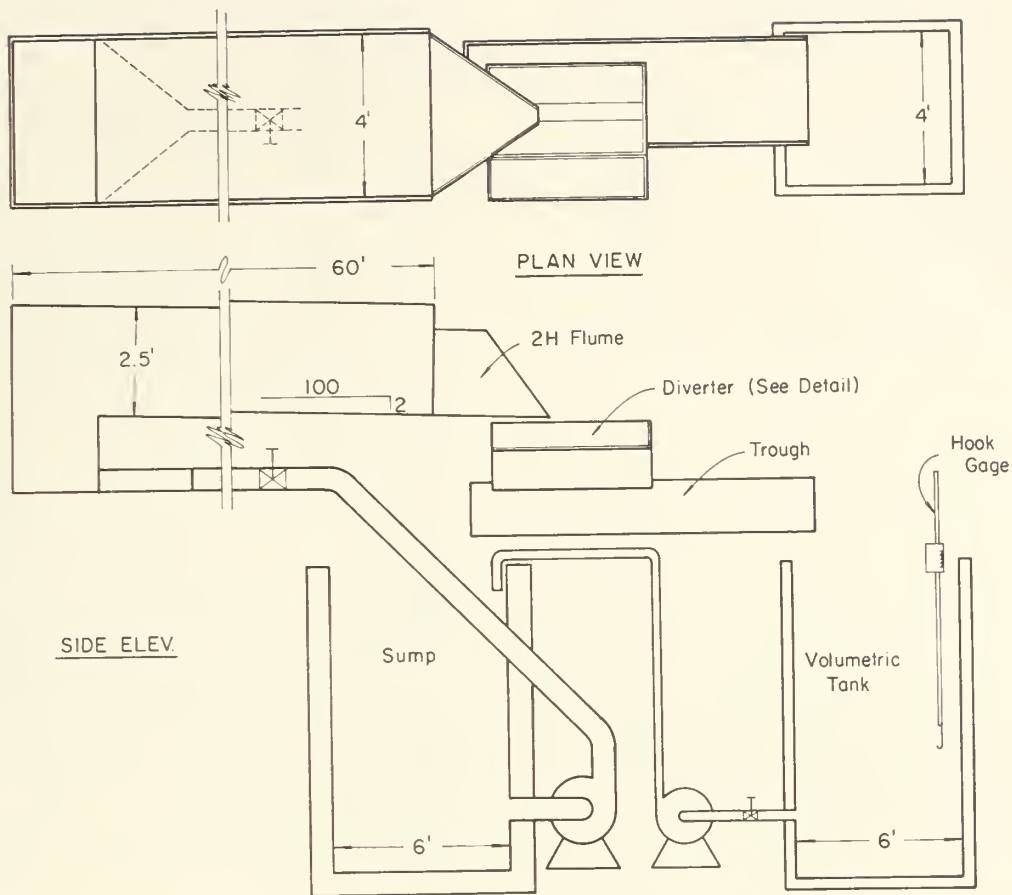 4'
4'
PLAN VIEW
60'
2.5'
2H Flume
100
2
Diverter (See Detail)
Hook
Gage
Trough
SIDE ELEV.
Sump
Volumetric
Tank
6'
6'